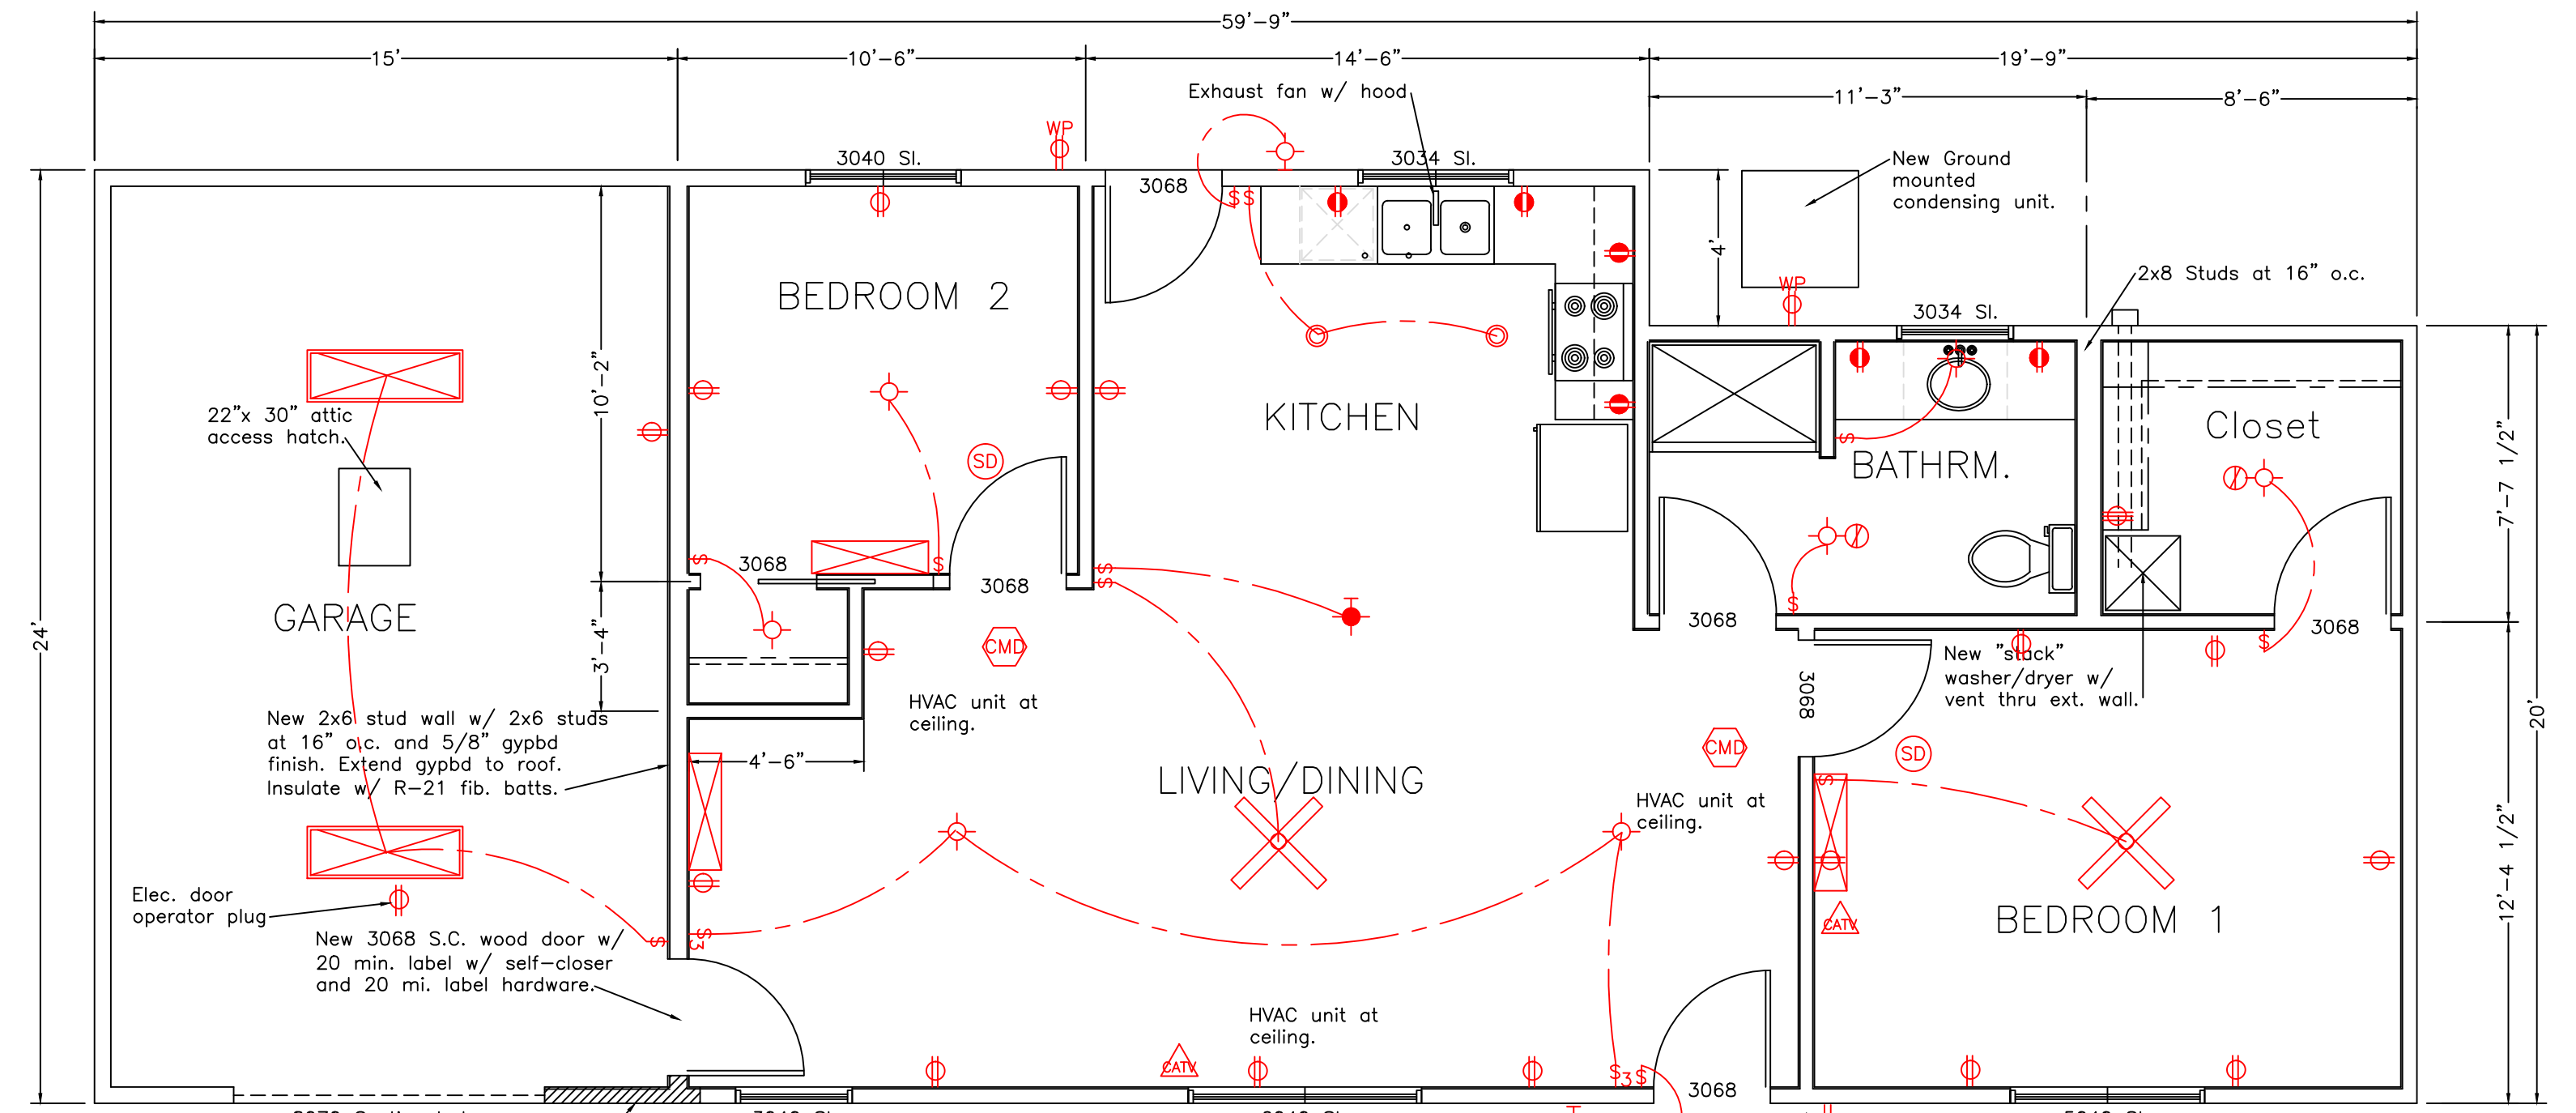 59'-9"
15'
10'-6"
14'-6"
19'-9"
Exhaust fan w/ hood
11'-3"
8'-6"
WP
3040 Sl.
3034 Sl.
New Ground
mounted
condensing unit.
3068
$$
4'
2x8 Studs at 16" o.c.
WP
3034 Sl.
BEDROOM 2
10'-2"
22"x 30" attic
access hatch.
KITCHEN
Closet
$
BATHRM.
SD
7'-7 1/2"
$
3068
$
3068
$
$
$
3068
3068
$
GARAGE
24'
3'-4"
CMD
New "stack"
washer/dryer w/
vent thru ext. wall.
3068
HVAC unit at
ceiling.
New 2x6 stud wall w/ 2x6 studs
at 16" o.c. and 5/8" gypbd
finish. Extend gypbd to roof.
Insulate w/ R-21 fib. batts.
4'-6"
CMD
SD
20'
LIVING/DINING
$
HVAC unit at
ceiling.
12'-4 1/2"
Elec. door
operator plug
CATV
BEDROOM 1
New 3068 S.C. wood door w/
20 min. label w/ self-closer
and 20 mi. label hardware.
$
$3
HVAC unit at
ceiling.
CATV
$3$
3068